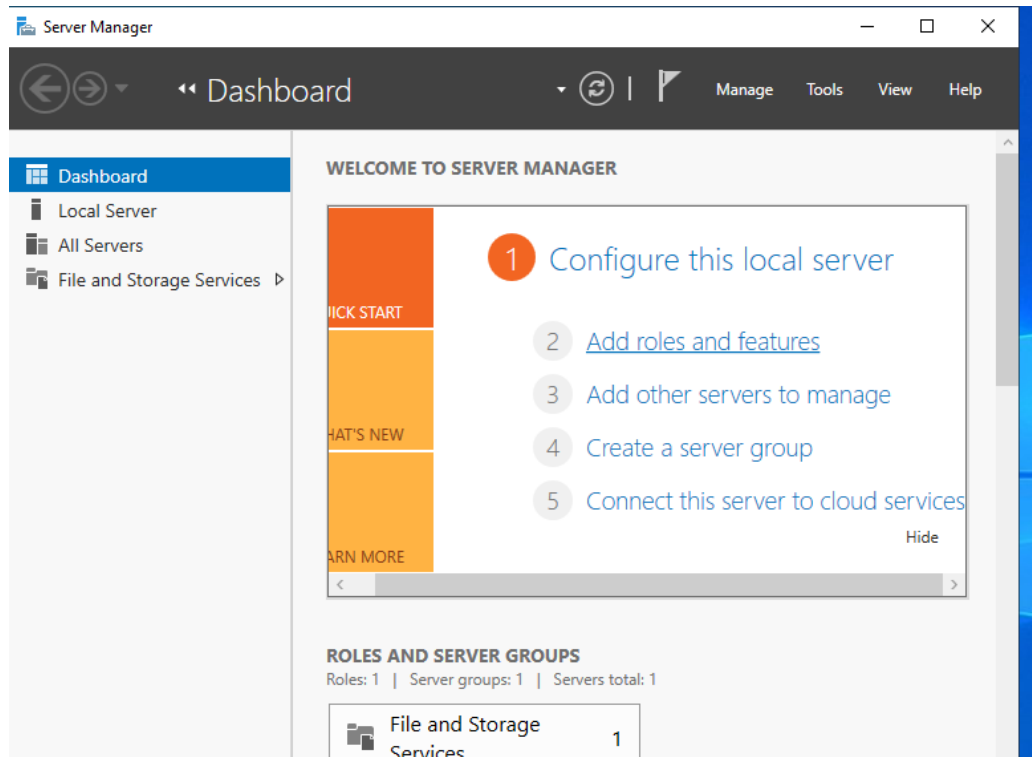 Server Manager
Dashboard
Manage Tools View Help
Dashboard
Local Server
All Servers
File and Storage Services
WELCOME TO SERVER MANAGER
UICK START
HAT'S NEW
ARN MORE
1 Configure this local server
2 Add roles and features
3 Add other servers to manage
4 Create a server group
5 Connect this server to cloud services
Hide
ROLES AND SERVER GROUPS
Roles: 1 | Server groups: 1 | Servers total: 1
File and Storage
Services 1